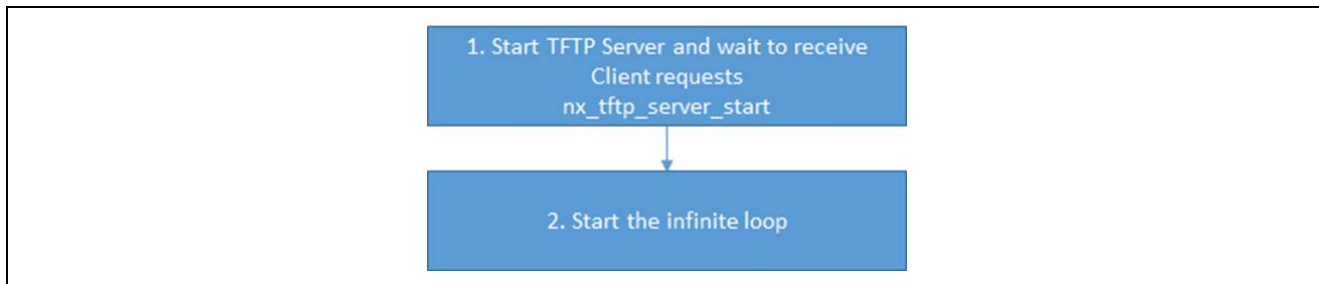 1. Start TFTP Server and wait to receive
Client requests
nx_tftp_server_start
2. Start the infinite loop